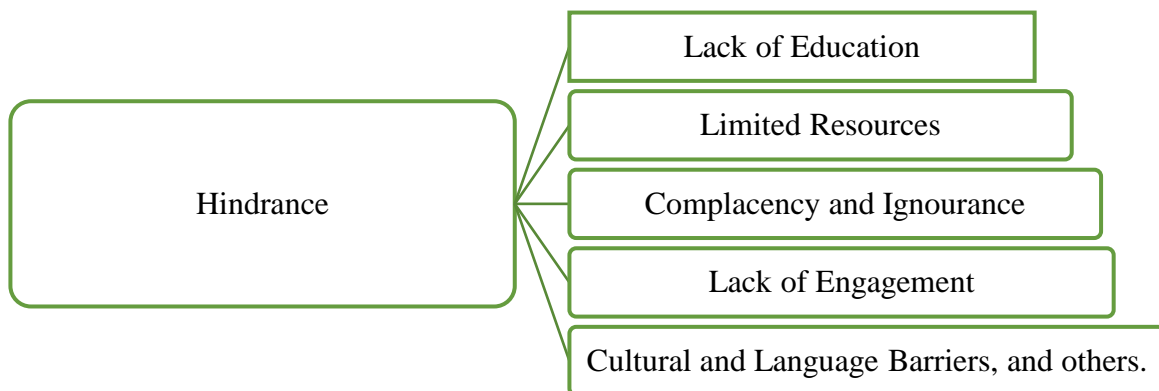 Hindrance
Lack of Education
Limited Resources
Complacency and Ignourance
Lack of Engagement
Cultural and Language Barriers, and others.